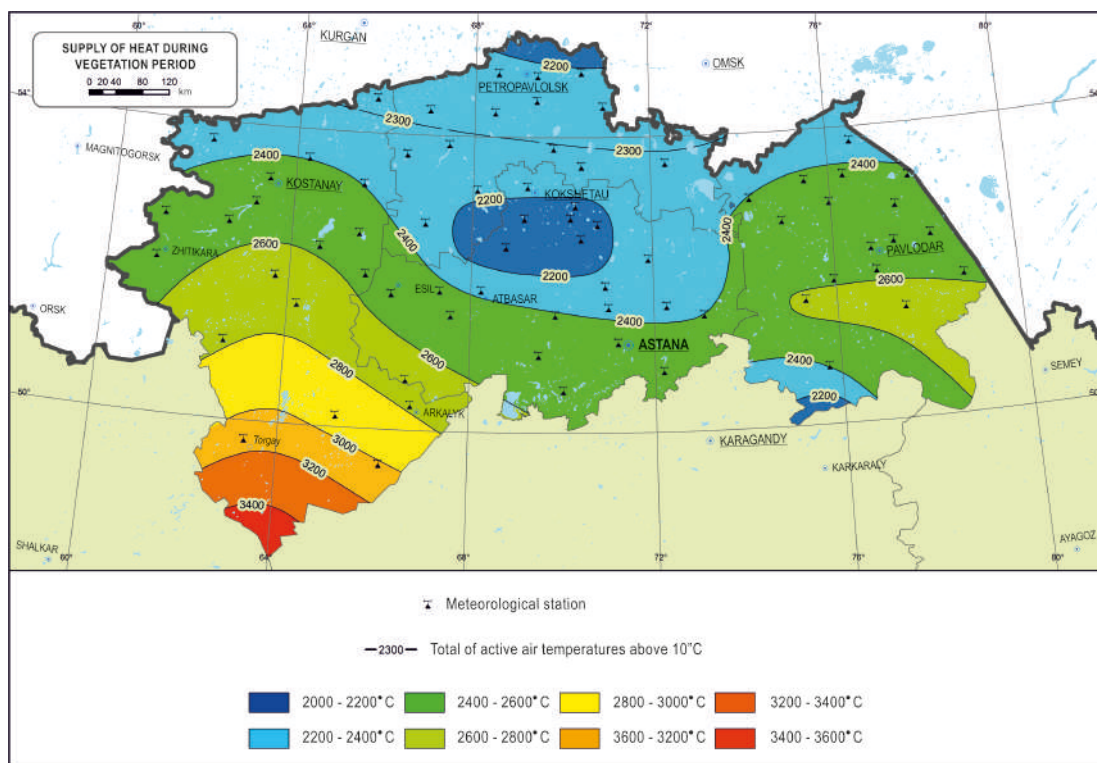 60°
64°
68°
72°
76°
80°
KURGAN
OMSK
SUPPLY OF HEAT DURING
VEGETATION PERIOD
0 20 40 80 120
km
2200
PETROPAVLOLSK
54°
54
2300
2300
MAGNITOGORSK
2400
2400
KOSTANAY
KOKSHETAU
2200
2400
2400
ZHITIKARA
2600
PAVLODAR
2200
2600
ESIL
ATBASAR
ORSK
2400
ASTANA
2600
2800
2400
SEMEY
50°
2200
ARKALYK
3000
Torgay
KARAGANDY
3200
KARKARALY
3400
SHALKAR
AYAGOZ
60°
64°
68°
72°
76°
80°
Meteorological station
2300 Total of active air temperatures above 10°C
2000 - 2200°C 2400 - 2600°C 2800 - 3000°C 3200 - 3400°C
2200 - 2400°C 2600 - 2800°C 3600 - 3200°C 3400 - 3600°C